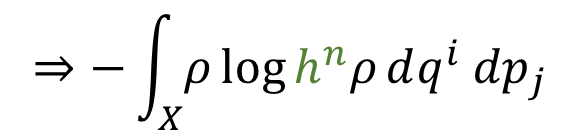 ⇒ − ∫_X ρ log hⁿρ dqⁱ dp_j